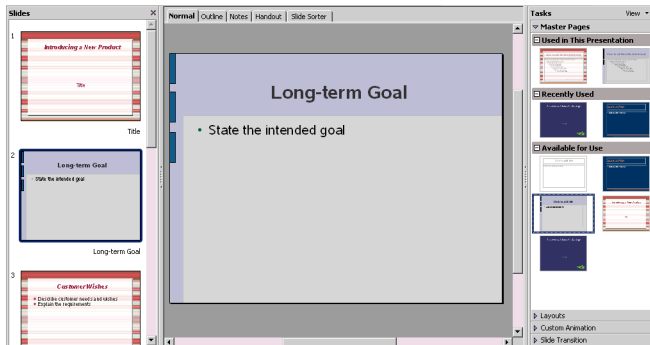 Slides
1
Introducing a New Product
Title
Title
2
Long-term Goal
• State the intended goal
Long-term Goal
3
Customer Wishes
• Describe customer needs and wishes
• Explain the requirements
Normal Outline Notes Handout Slide Sorter
Long-term Goal
• State the intended goal
Tasks View
Master Pages
Used in This Presentation
Recently Used
Available for Use
Layouts
Custom Animation
Slide Transition